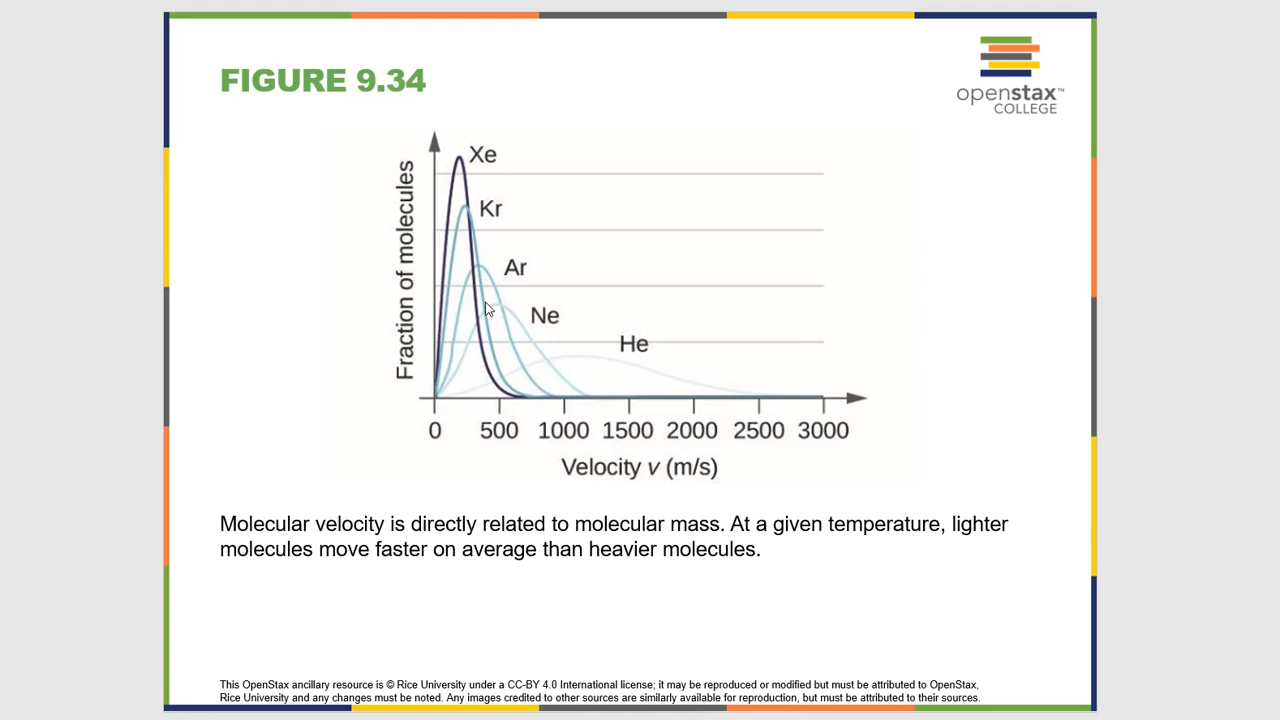 FIGURE 9.34
openstax™
COLLEGE
Xe
Kr
Ar
Ne
He
Fraction of molecules
0 500 1000 1500 2000 2500 3000
Velocity v (m/s)
Molecular velocity is directly related to molecular mass. At a given temperature, lighter
molecules move faster on average than heavier molecules.
This OpenStax ancillary resource is © Rice University under a CC-BY 4.0 International license; it may be reproduced or modified but must be attributed to OpenStax,
Rice University and any changes must be noted. Any images credited to other sources are similarly available for reproduction, but must be attributed to their sources.